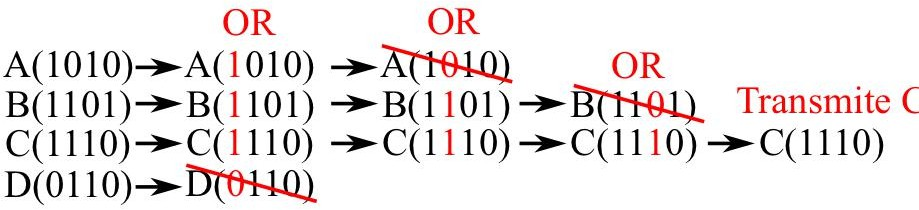 OR OR
A(1010) A(1010) A(1010) OR
B(1101) B(1101) B(1101) B(1101) Transmite C
C(1110) C(1110) C(1110) C(1110) C(1110)
D(0110) D(0110)